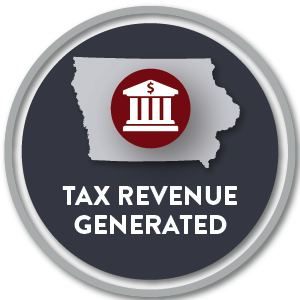 $
TAX REVENUE
GENERATED